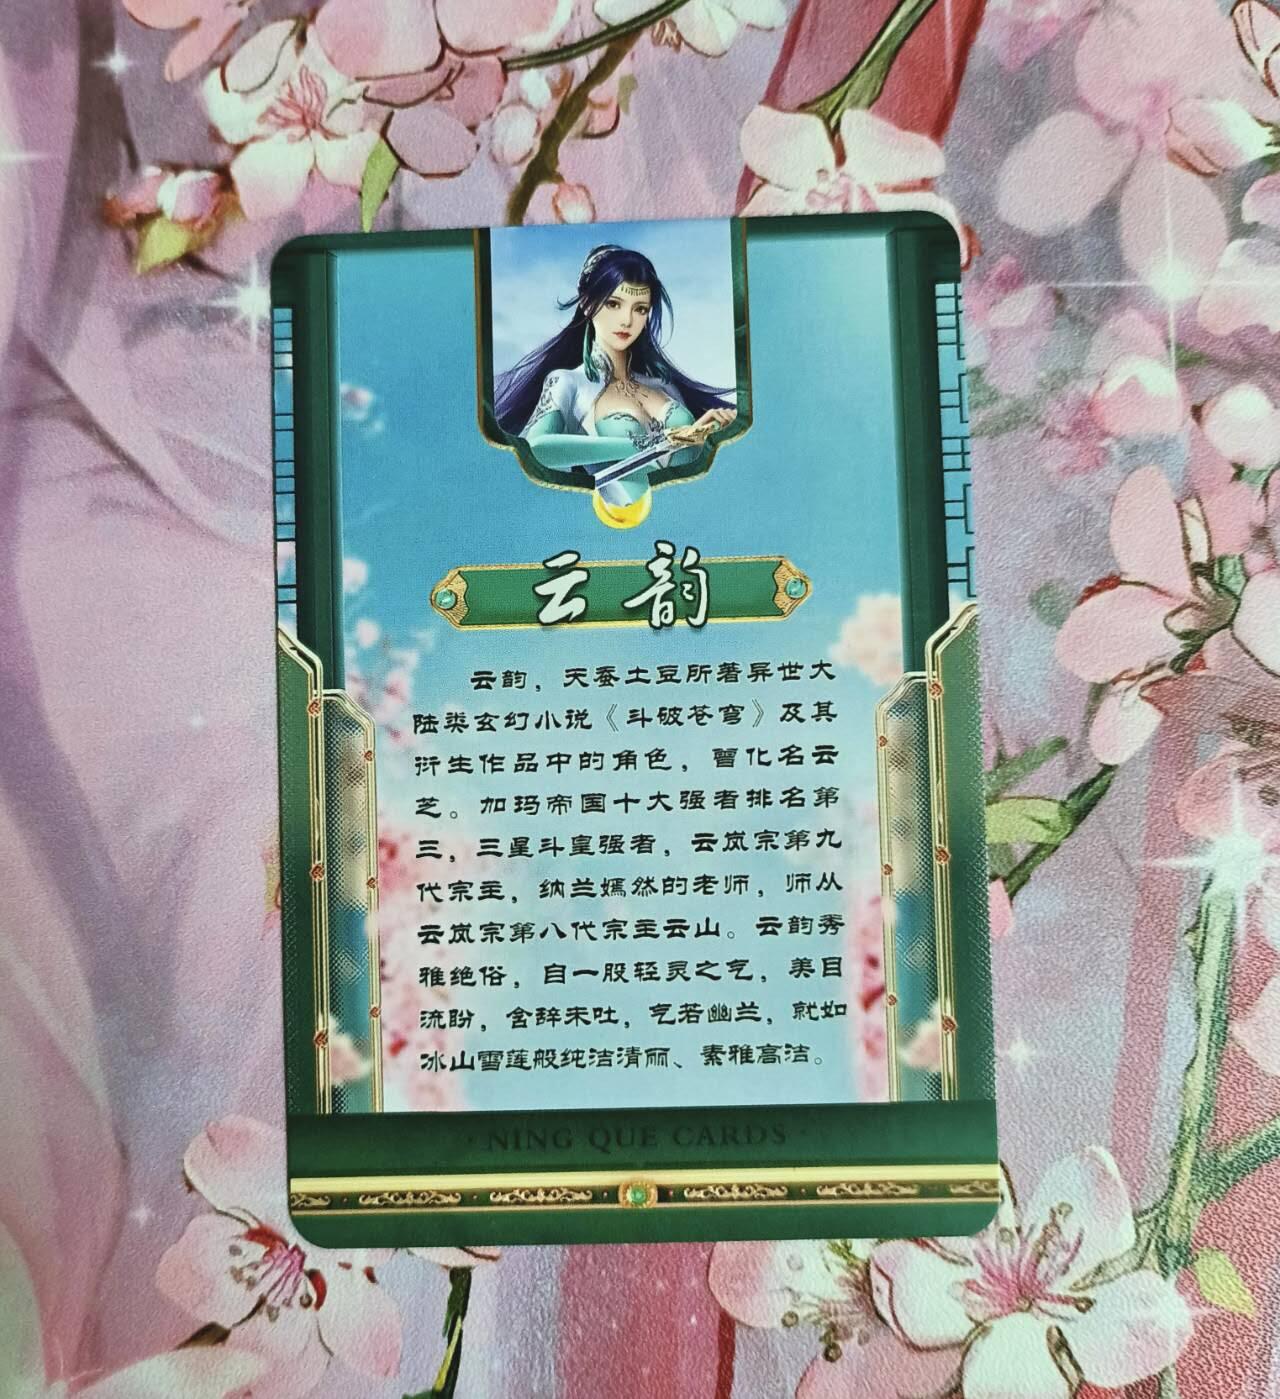 云韵
云韵，天蚕土豆所著异世大
陆类玄幻小说《斗破苍穹》及其
衍生作品中的角色，曾化名云
芝。加玛帝国十大强者排名第
三，三星斗皇强者，云岚宗第九
代宗主，纳兰嫣然的老师，师从
云岚宗第八代宗主云山。云韵秀
雅绝俗，自一股轻灵之气，美目
流盼，含辞未吐，气若幽兰，就如
冰山雪莲般纯洁清丽、素雅高洁。
·NING QUE CARDS·